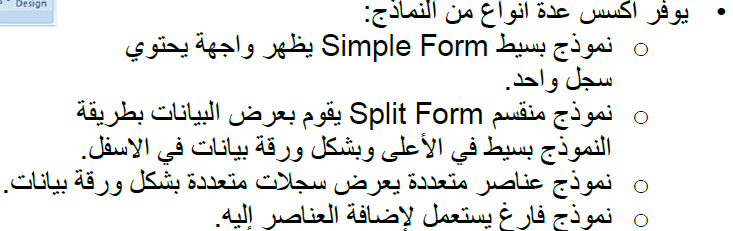 Design
• يوفر اكسس عدة انواع من النماذج:
o نموذج بسيط Simple Form يظهر واجهة يحتوي
سجل واحد.
o نموذج منقسم Split Form يقوم بعرض البيانات بطريقة
النموذج بسيط في الأعلى وبشكل ورقة بيانات في الاسفل.
o نموذج عناصر متعددة يعرض سجلات متعددة بشكل ورقة بيانات.
o نموذج فارغ يستعمل لإضافة العناصر إليه.